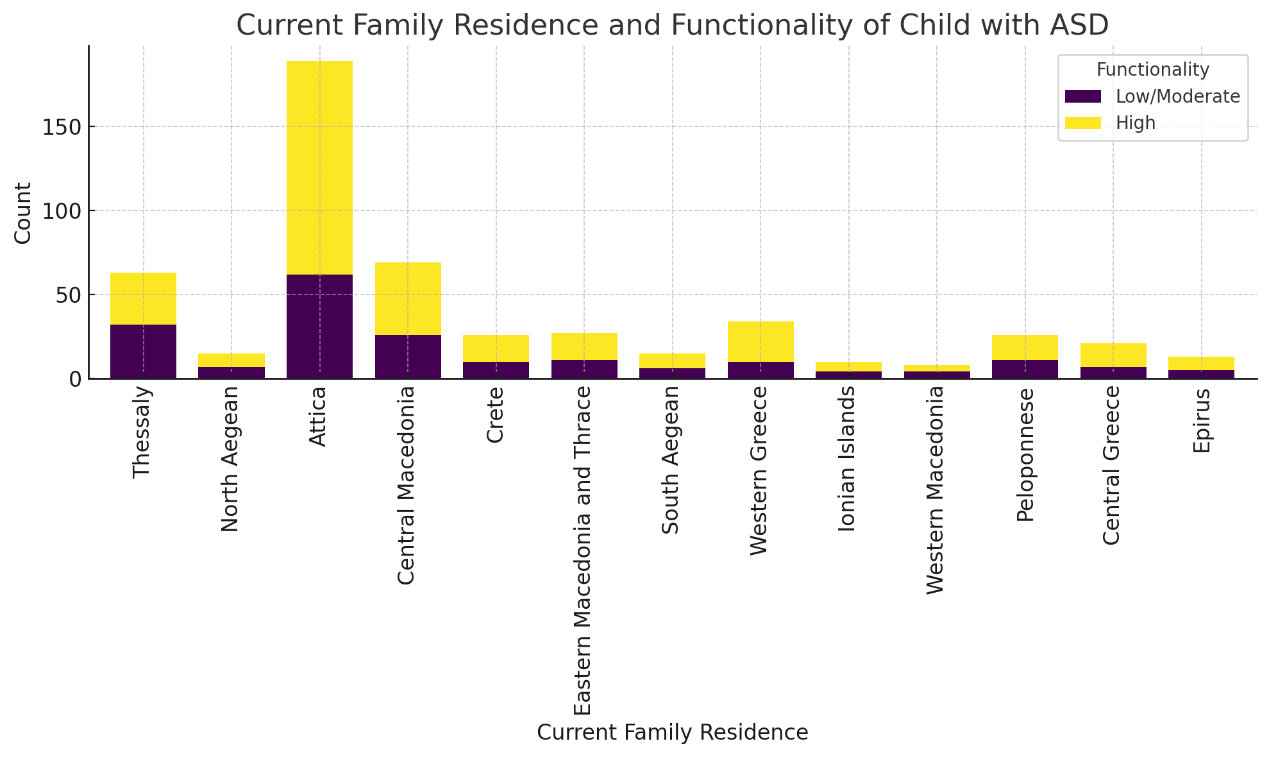 Current Family Residence and Functionality of Child with ASD
Functionality
Low/Moderate
High
Count
150
100
50
0
Thessaly
North Aegean
Attica
Central Macedonia
Crete
Eastern Macedonia and Thrace
South Aegean
Western Greece
Ionian Islands
Western Macedonia
Peloponnese
Central Greece
Epirus
Current Family Residence